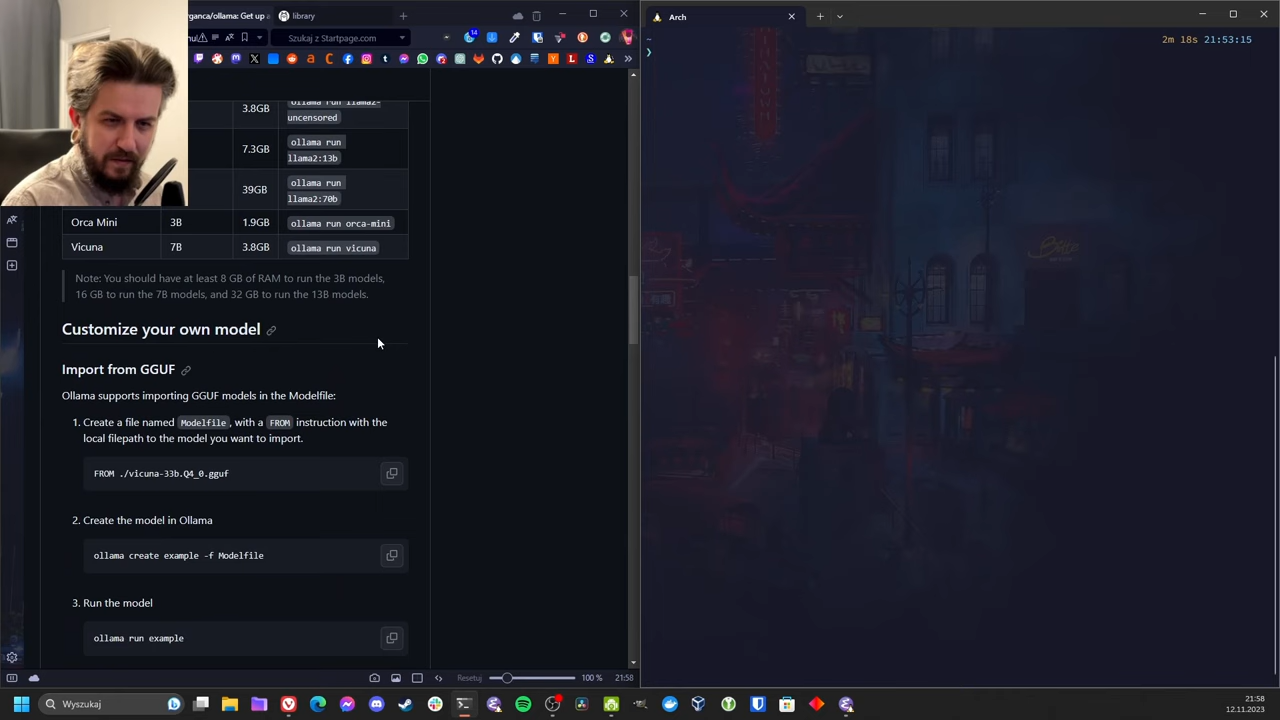 rganca/ollama: Get up a
library
Szukaj z Startpage.com
14
3.8GB
ollama run llama2-
uncensored
7.3GB
ollama run
llama2:13b
39GB
ollama run
llama2:70b
Orca Mini 3B 1.9GB ollama run orca-mini
Vicuna 7B 3.8GB ollama run vicuna
Note: You should have at least 8 GB of RAM to run the 3B models,
16 GB to run the 7B models, and 32 GB to run the 13B models.
Customize your own model
Import from GGUF
Ollama supports importing GGUF models in the Modelfile:
1. Create a file named Modelfile, with a FROM instruction with the
local filepath to the model you want to import.
FROM ./vicuna-33b.Q4_0.gguf
2. Create the model in Ollama
ollama create example -f Modelfile
3. Run the model
ollama run example
Resetuj 100 % 21:58
Arch
~ 2m 18s 21:53:15
❯
Wyszukaj
21:58
12.11.2023